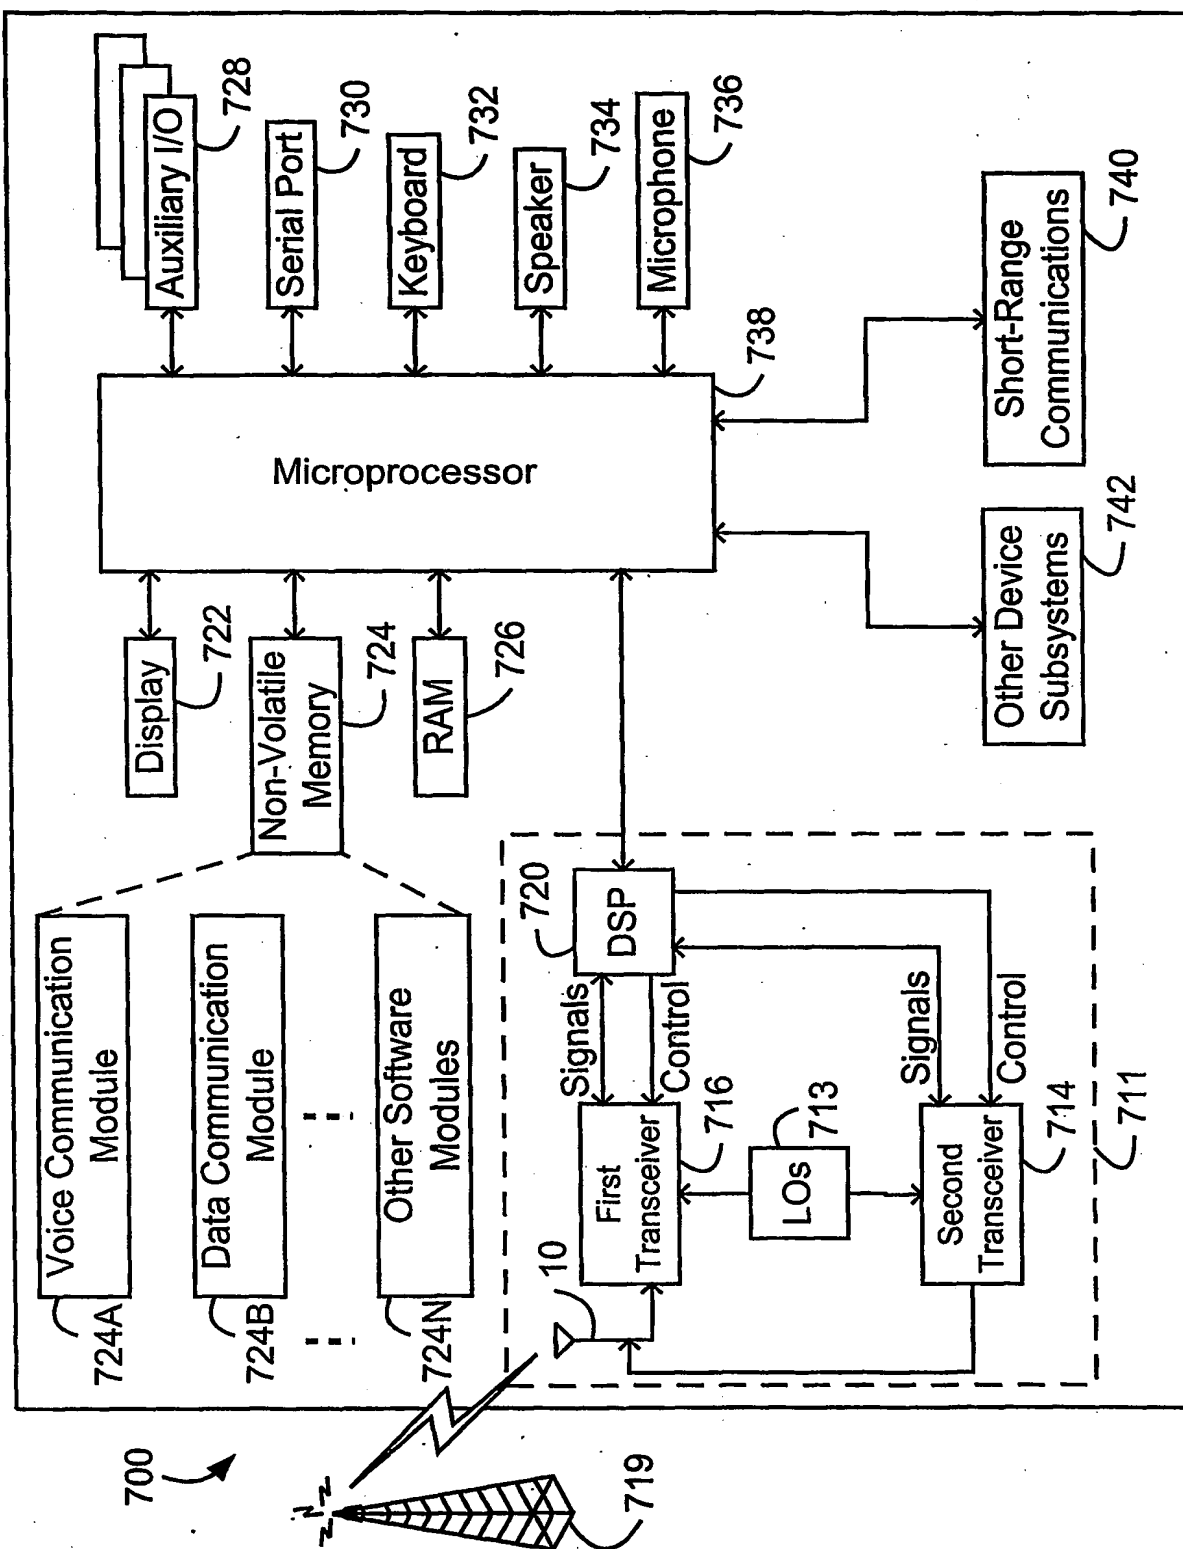 700
719
Voice Communication
Module
724A
Data Communication
Module
724B
Other Software
Modules
724N
Display
722
Non-Volatile
Memory
724
RAM
726
Microprocessor
738
Auxiliary I/O
728
Serial Port
730
Keyboard
732
Speaker
734
Microphone
736
10
First
Transceiver
716
Signals
Control
DSP
720
LOs
713
Second
Transceiver
714
Signals
Control
711
Other Device
Subsystems
742
Short-Range
Communications
740